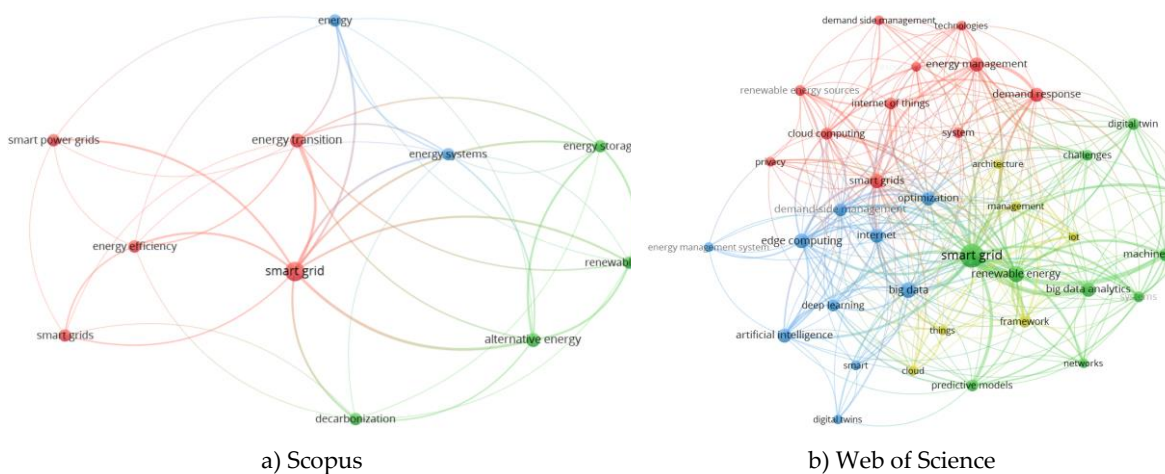 energy
smart power grids
energy transition
energy systems
energy storag
energy efficiency
smart grid
renewable
smart grids
alternative energy
decarbonization
a) Scopus
demand side management
technologies
energy management
renewable energy sources
internet of things
demand response
cloud computing
system
digital twin
privacy
architecture
challenges
smart grids
optimization
demand-side management
management
energy management system
edge computing
internet
iot
smart grid
machine
renewable energy
big data
big data analytics
systems
deep learning
things
framework
artificial intelligence
smart
cloud
networks
predictive models
digital twins
b) Web of Science